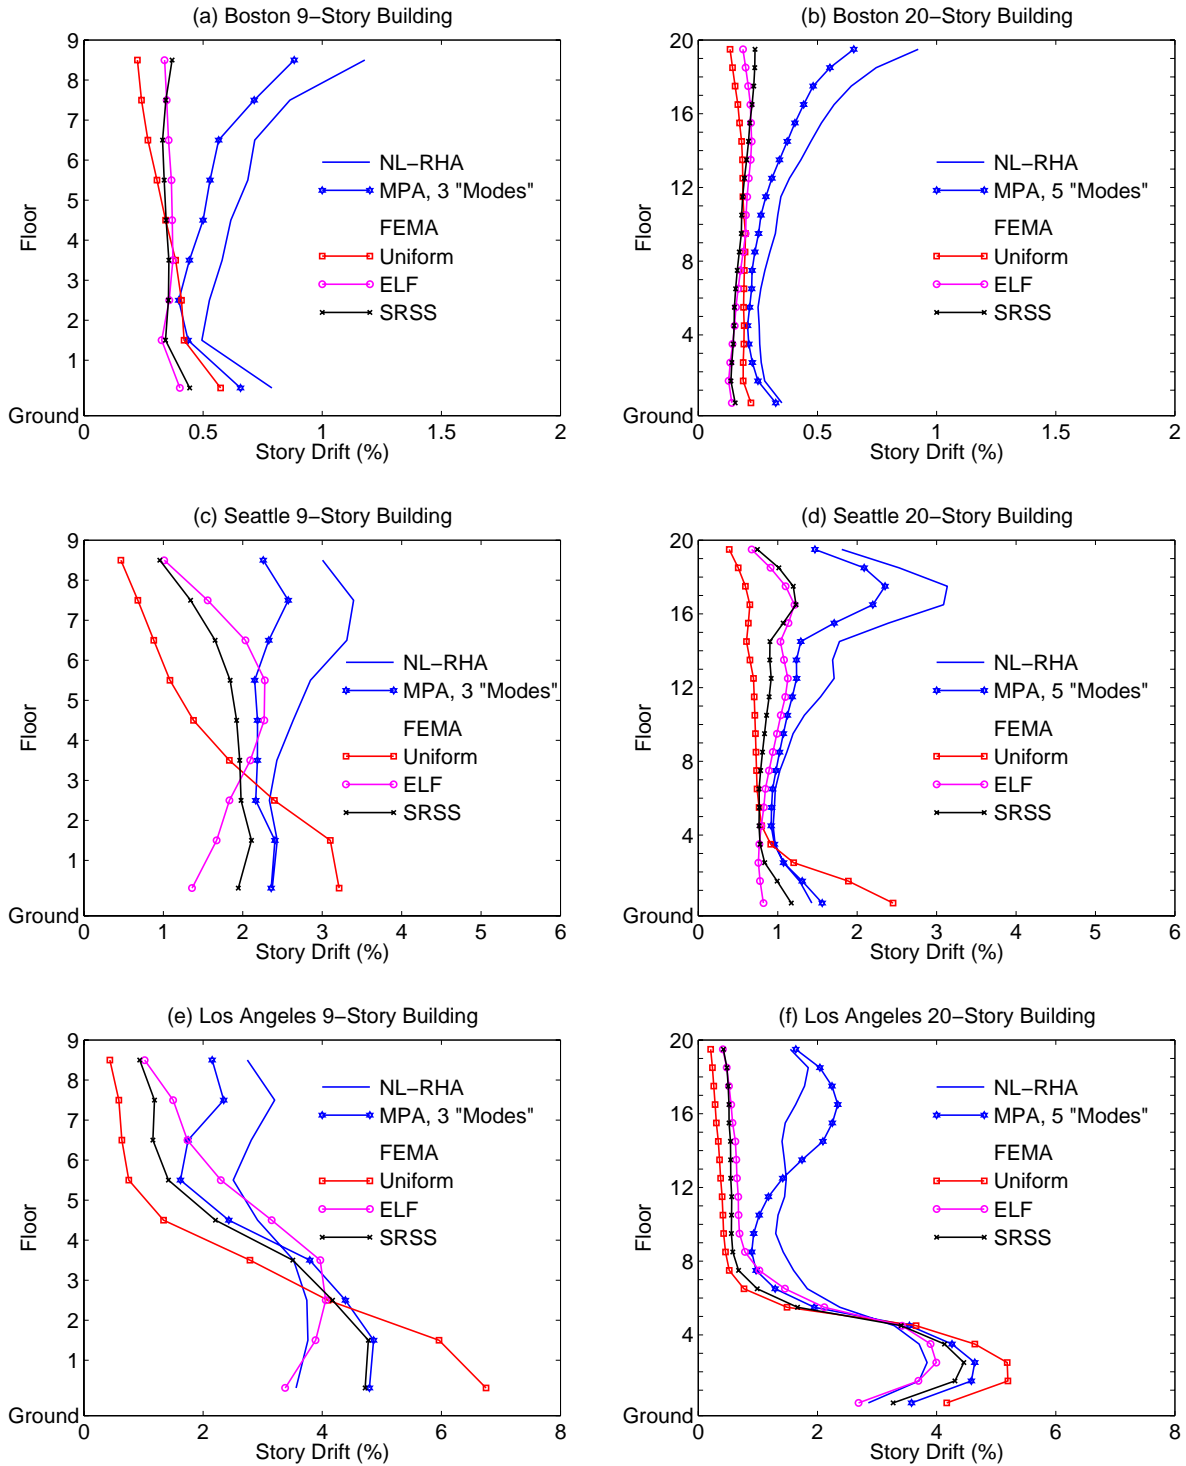 (a) Boston 9−Story Building
9
8
7
6
5
4
3
2
1
Ground
Floor
0
0.5
1
1.5
2
Story Drift (%)
NL−RHA
MPA, 3 "Modes"
FEMA
Uniform
ELF
SRSS
(b) Boston 20−Story Building
20
16
12
8
4
Ground
Floor
0
0.5
1
1.5
2
Story Drift (%)
NL−RHA
MPA, 5 "Modes"
FEMA
Uniform
ELF
SRSS
(c) Seattle 9−Story Building
9
8
7
6
5
4
3
2
1
Ground
Floor
0
1
2
3
4
5
6
Story Drift (%)
NL−RHA
MPA, 3 "Modes"
FEMA
Uniform
ELF
SRSS
(d) Seattle 20−Story Building
20
16
12
8
4
Ground
Floor
0
1
2
3
4
5
6
Story Drift (%)
NL−RHA
MPA, 5 "Modes"
FEMA
Uniform
ELF
SRSS
(e) Los Angeles 9−Story Building
9
8
7
6
5
4
3
2
1
Ground
Floor
0
2
4
6
8
Story Drift (%)
NL−RHA
MPA, 3 "Modes"
FEMA
Uniform
ELF
SRSS
(f) Los Angeles 20−Story Building
20
16
12
8
4
Ground
Floor
0
2
4
6
8
Story Drift (%)
NL−RHA
MPA, 5 "Modes"
FEMA
Uniform
ELF
SRSS